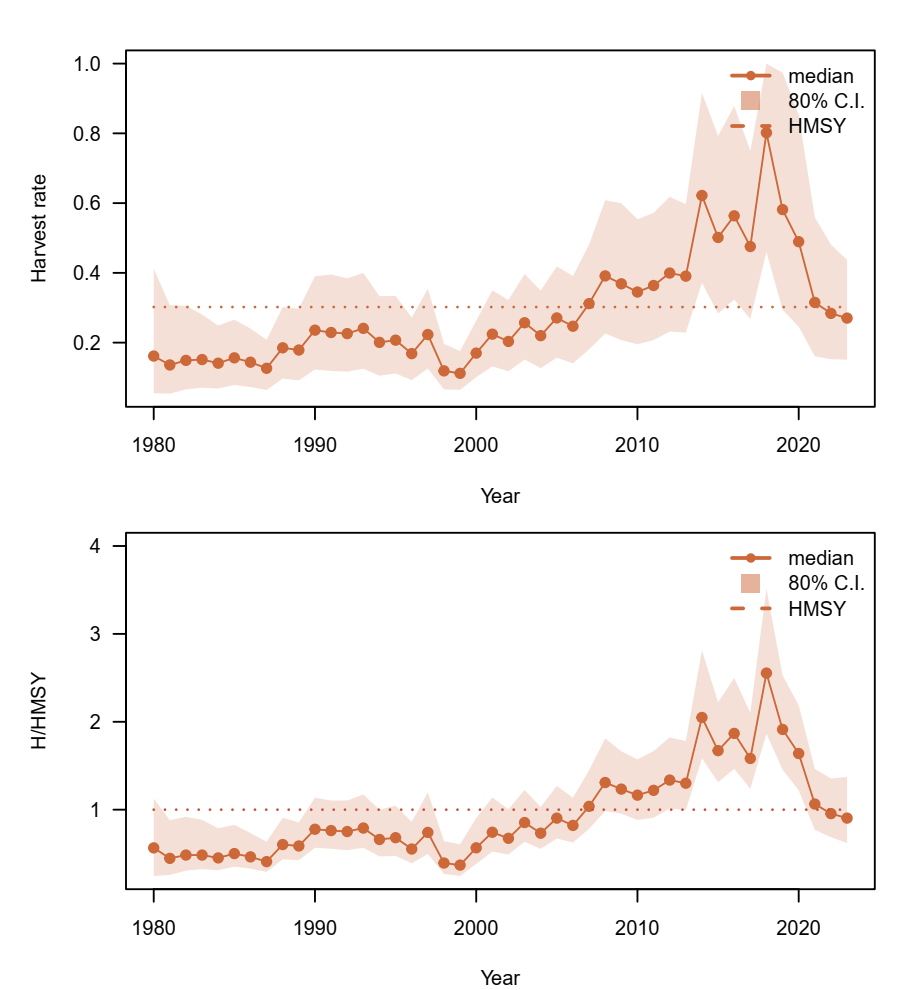 Harvest rate
1.0
0.8
0.6
0.4
0.2
median
80% C.I.
HMSY
1980 1990 2000 2010 2020
Year
H/HMSY
4
3
2
1
median
80% C.I.
HMSY
1980 1990 2000 2010 2020
Year